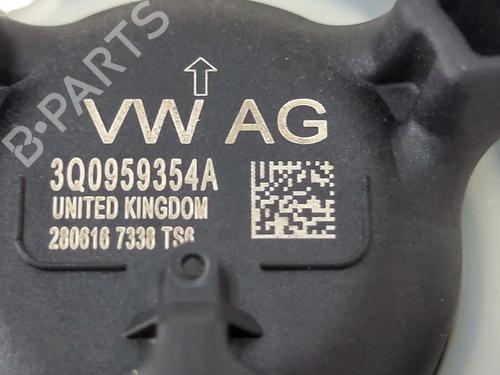 B-PARTS
VW AG
3Q0959354A
UNITED KINGDOM
280616 7338 TS6